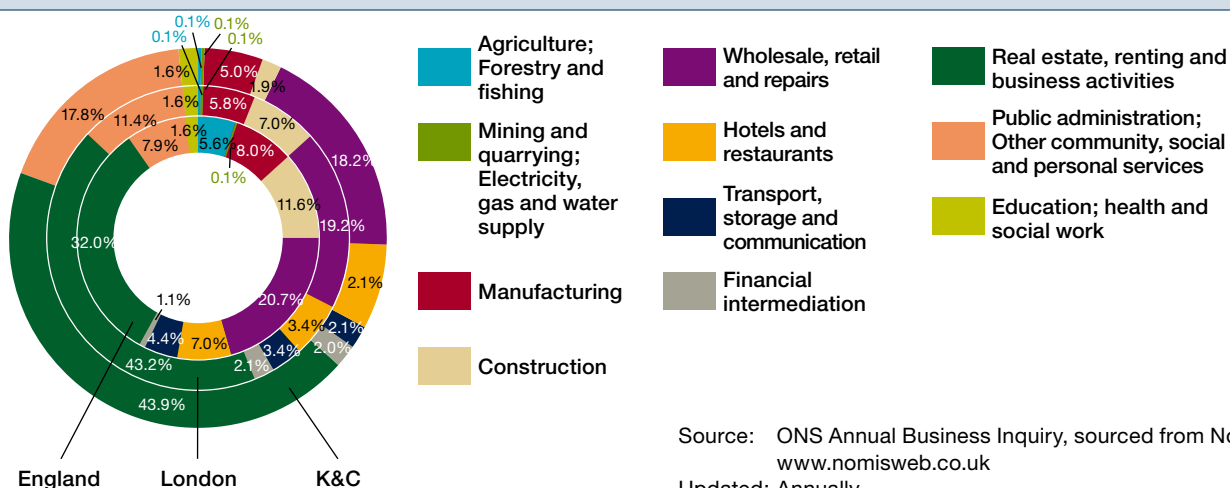 0.1%
0.1%
0.1%
0.1%
1.6%
5.0%
1.9%
17.8%
1.6%
5.8%
11.4%
7.0%
1.6%
5.6%
8.0%
7.9%
0.1%
18.2%
11.6%
19.2%
32.0%
2.1%
1.1%
20.7%
4.4%
7.0%
3.4%
2.1%
3.4%
2.0%
43.2%
2.1%
43.9%
England
London
K&C
Agriculture;
Forestry and
fishing
Mining and
quarrying;
Electricity,
gas and water
supply
Manufacturing
Construction
Wholesale, retail
and repairs
Hotels and
restaurants
Transport,
storage and
communication
Financial
intermediation
Real estate, renting and
business activities
Public administration;
Other community, social
and personal services
Education; health and
social work
Source: ONS Annual Business Inquiry, sourced from
www.nomisweb.co.uk
Updated: Annually